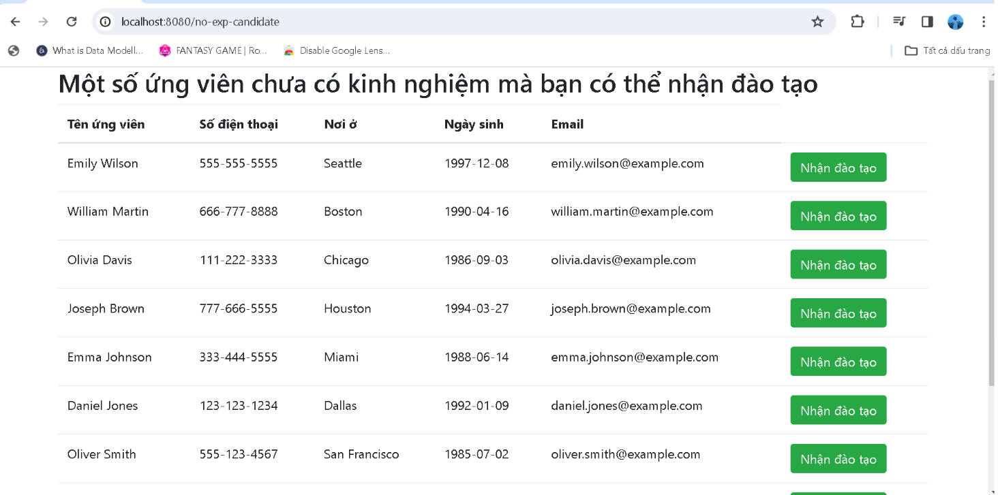 localhost:8080/no-exp-candidate
What is Data Modell... FANTASY GAME | Ro... Disable Google Lens... Tất cả dấu trang
Một số ứng viên chưa có kinh nghiệm mà bạn có thể nhận đào tạo
Tên ứng viên Số điện thoại Nơi ở Ngày sinh Email
Emily Wilson 555-555-5555 Seattle 1997-12-08 emily.wilson@example.com Nhận đào tạo
William Martin 666-777-8888 Boston 1990-04-16 william.martin@example.com Nhận đào tạo
Olivia Davis 111-222-3333 Chicago 1986-09-03 olivia.davis@example.com Nhận đào tạo
Joseph Brown 777-666-5555 Houston 1994-03-27 joseph.brown@example.com Nhận đào tạo
Emma Johnson 333-444-5555 Miami 1988-06-14 emma.johnson@example.com Nhận đào tạo
Daniel Jones 123-123-1234 Dallas 1992-01-09 daniel.jones@example.com Nhận đào tạo
Oliver Smith 555-123-4567 San Francisco 1985-07-02 oliver.smith@example.com Nhận đào tạo